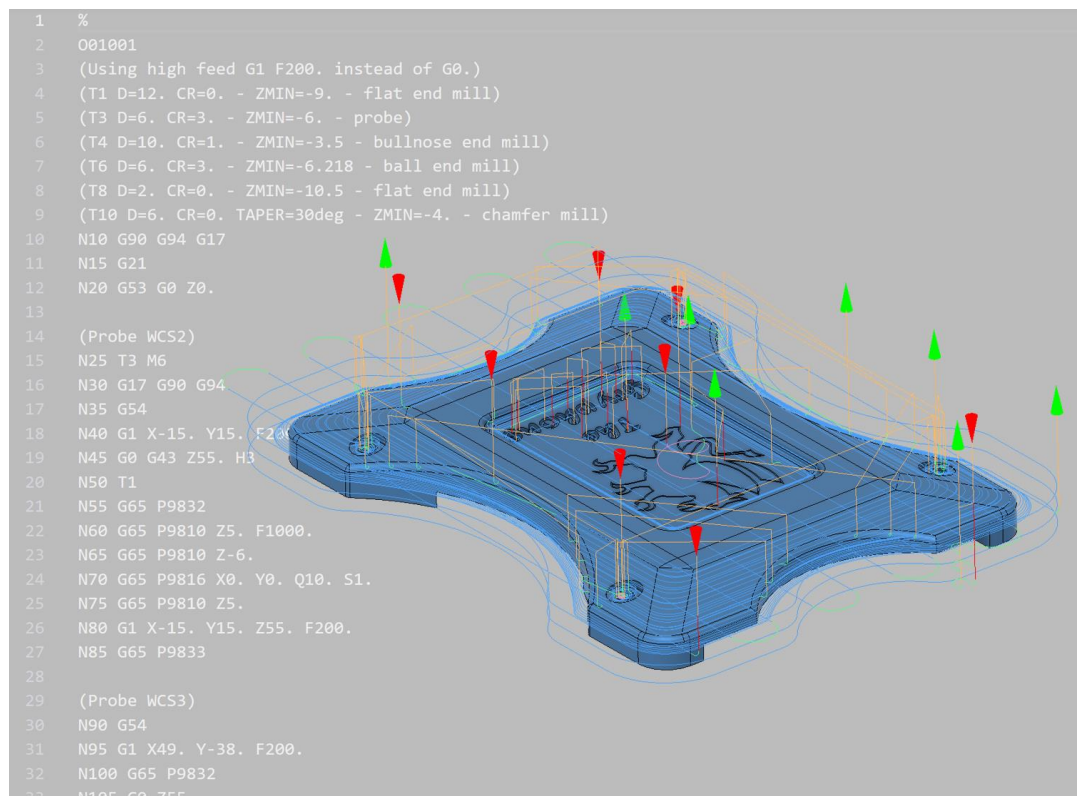 1 %
2 O01001
3 (Using high feed G1 F200. instead of G0.)
4 (T1 D=12. CR=0. - ZMIN=-9. - flat end mill)
5 (T3 D=6. CR=3. - ZMIN=-6. - probe)
6 (T4 D=10. CR=1. - ZMIN=-3.5 - bullnose end mill)
7 (T6 D=6. CR=3. - ZMIN=-6.218 - ball end mill)
8 (T8 D=2. CR=0. - ZMIN=-10.5 - flat end mill)
9 (T10 D=6. CR=0. TAPER=30deg - ZMIN=-4. - chamfer mill)
10 N10 G90 G94 G17
11 N15 G21
12 N20 G53 G0 Z0.
13
14 (Probe WCS2)
15 N25 T3 M6
16 N30 G17 G90 G94
17 N35 G54
18 N40 G1 X-15. Y15.
19 N45 G0 G43 Z55. H3
20 N50 T1
21 N55 G65 P9832
22 N60 G65 P9810 Z5. F1000.
23 N65 G65 P9810 Z-6.
24 N70 G65 P9816 X0. Y0. Q10. S1.
25 N75 G65 P9810 Z5.
26 N80 G1 X-15. Y15. Z55. F200.
27 N85 G65 P9833
28
29 (Probe WCS3)
30 N90 G54
31 N95 G1 X49. Y-38. F200.
32 N100 G65 P9832